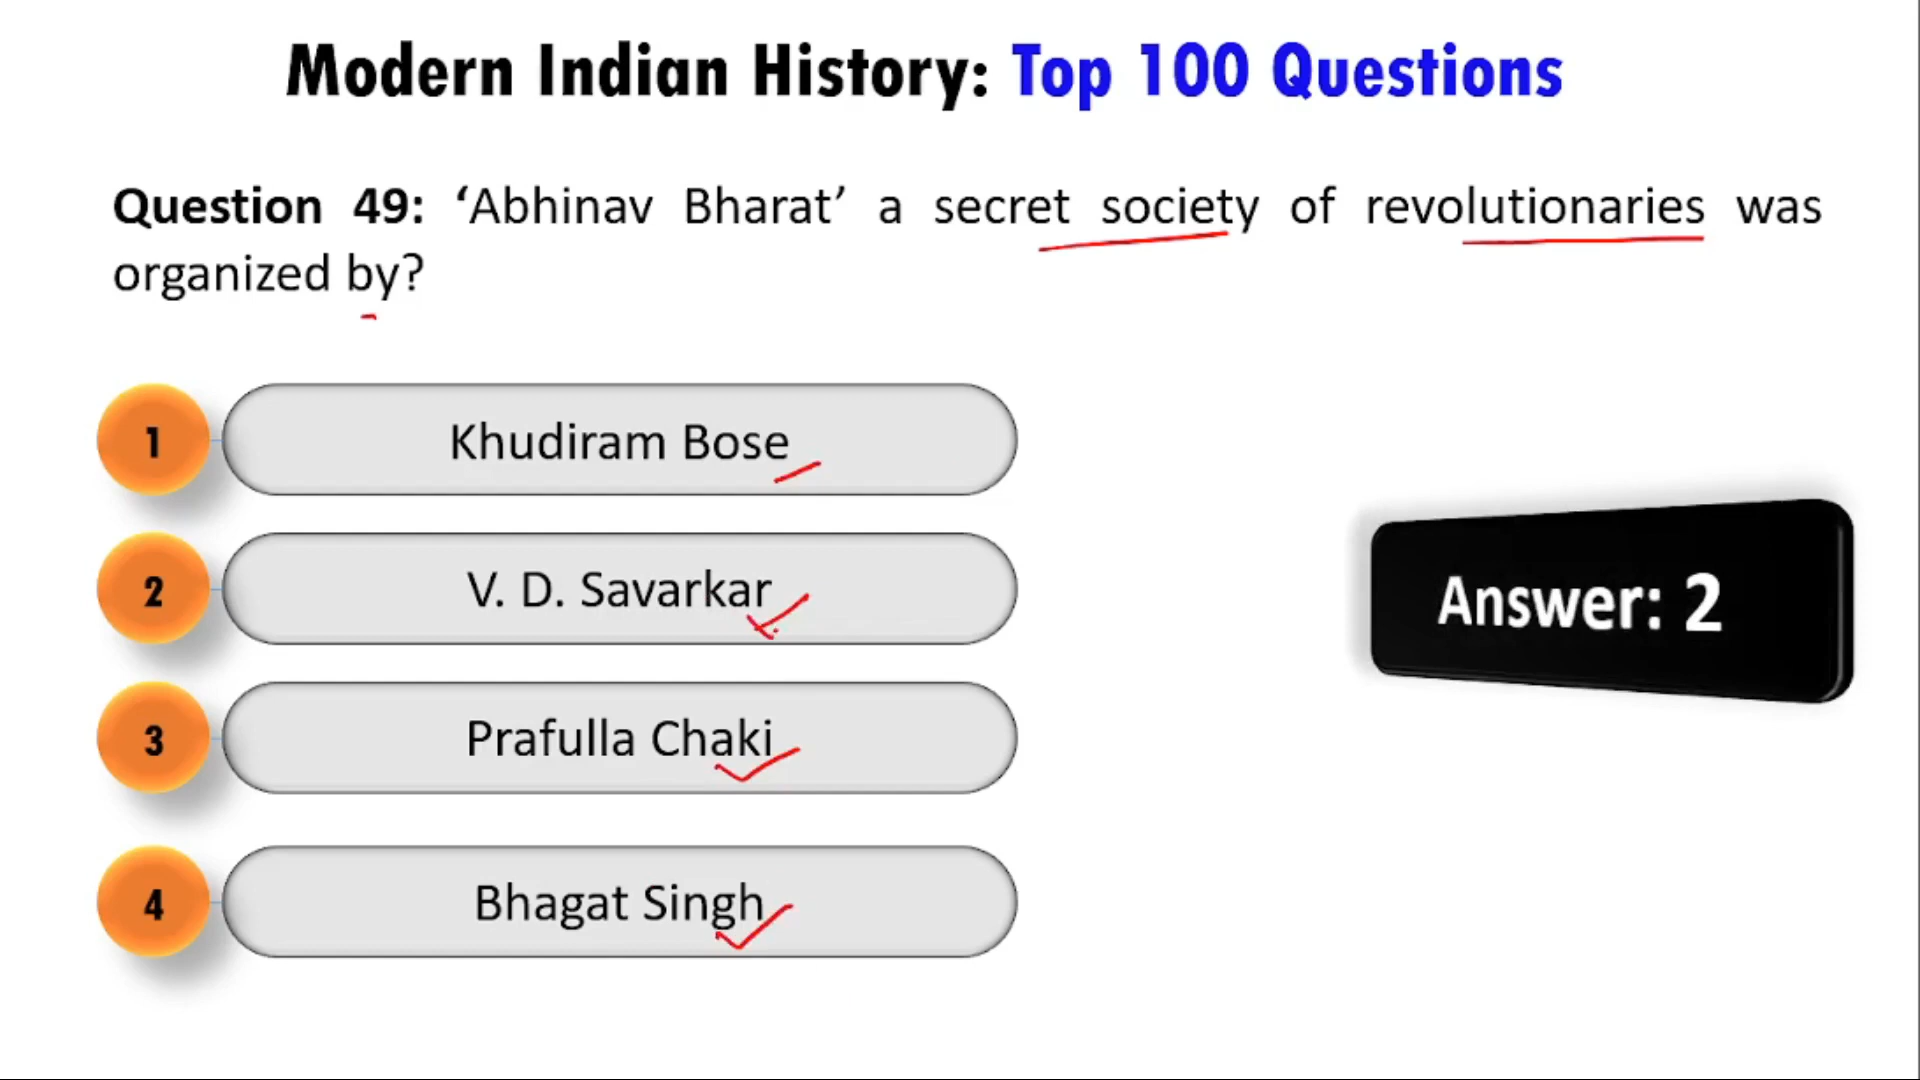 Modern Indian History: Top 100 Questions
Question 49: ‘Abhinav Bharat’ a secret society of revolutionaries was
organized by?
1 Khudiram Bose
2 V. D. Savarkar
3 Prafulla Chaki
4 Bhagat Singh
Answer: 2